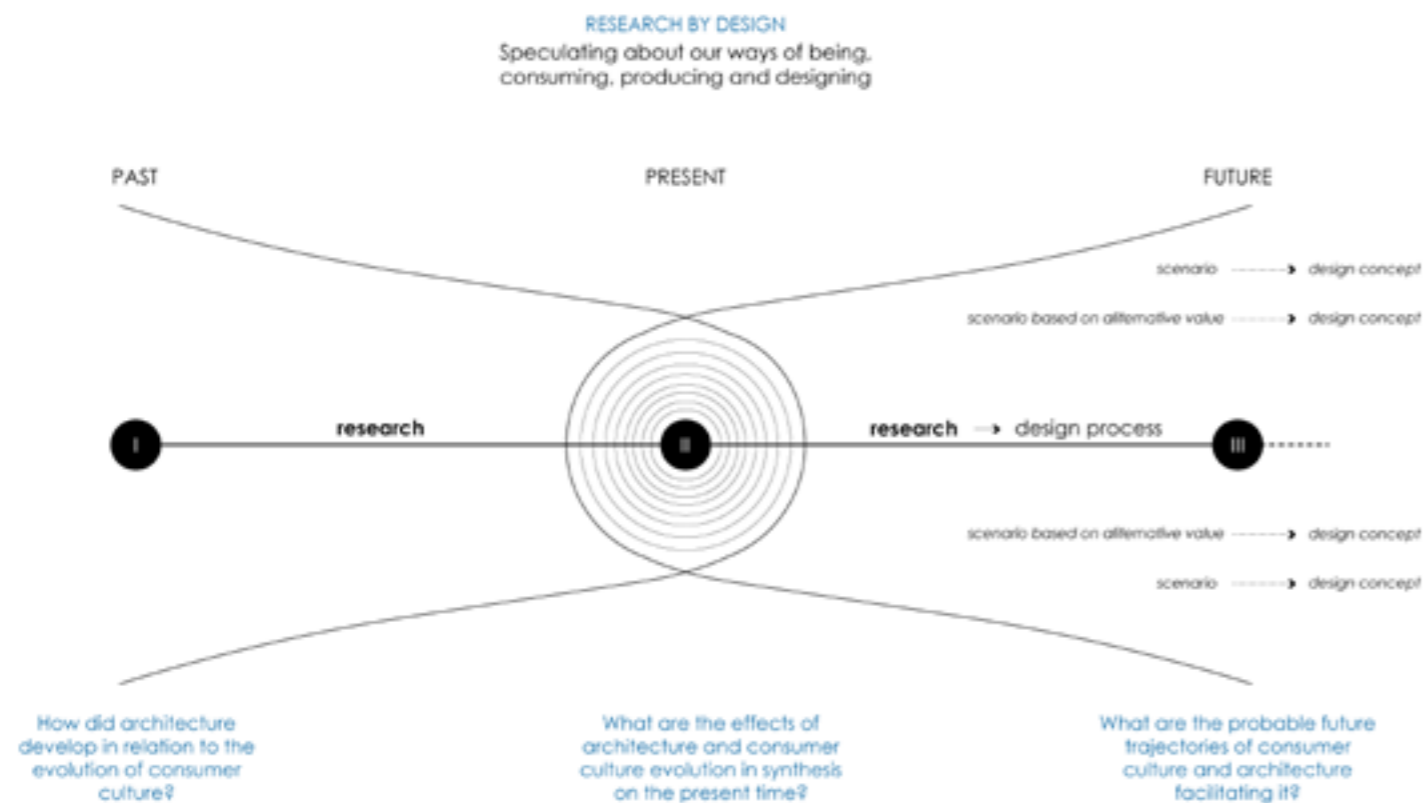 RESEARCH BY DESIGN
Speculating about our ways of being,
consuming, producing and designing
PAST
PRESENT
FUTURE
scenario design concept
scenario based on allternative value design concept
I
research
II
research → design process
III
scenario based on allternative value design concept
scenario design concept
How did architecture
develop in relation to the
evolution of consumer
culture?
What are the effects of
architecture and consumer
culture evolution in synthesis
on the present time?
What are the probable future
trajectories of consumer
culture and architecture
facilitating it?